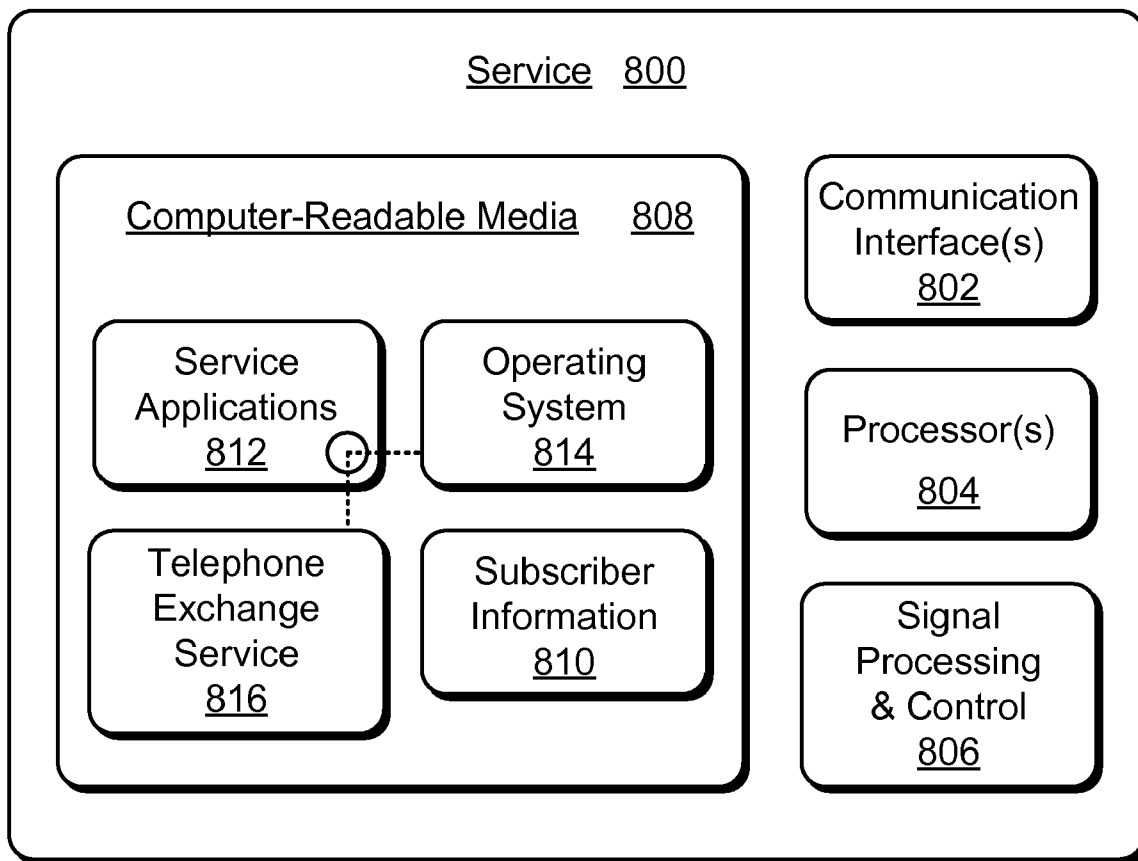 Service 800
Computer-Readable Media 808
Service
Applications
812
Operating
System
814
Telephone
Exchange
Service
816
Subscriber
Information
810
Communication
Interface(s)
802
Processor(s)
804
Signal
Processing
& Control
806